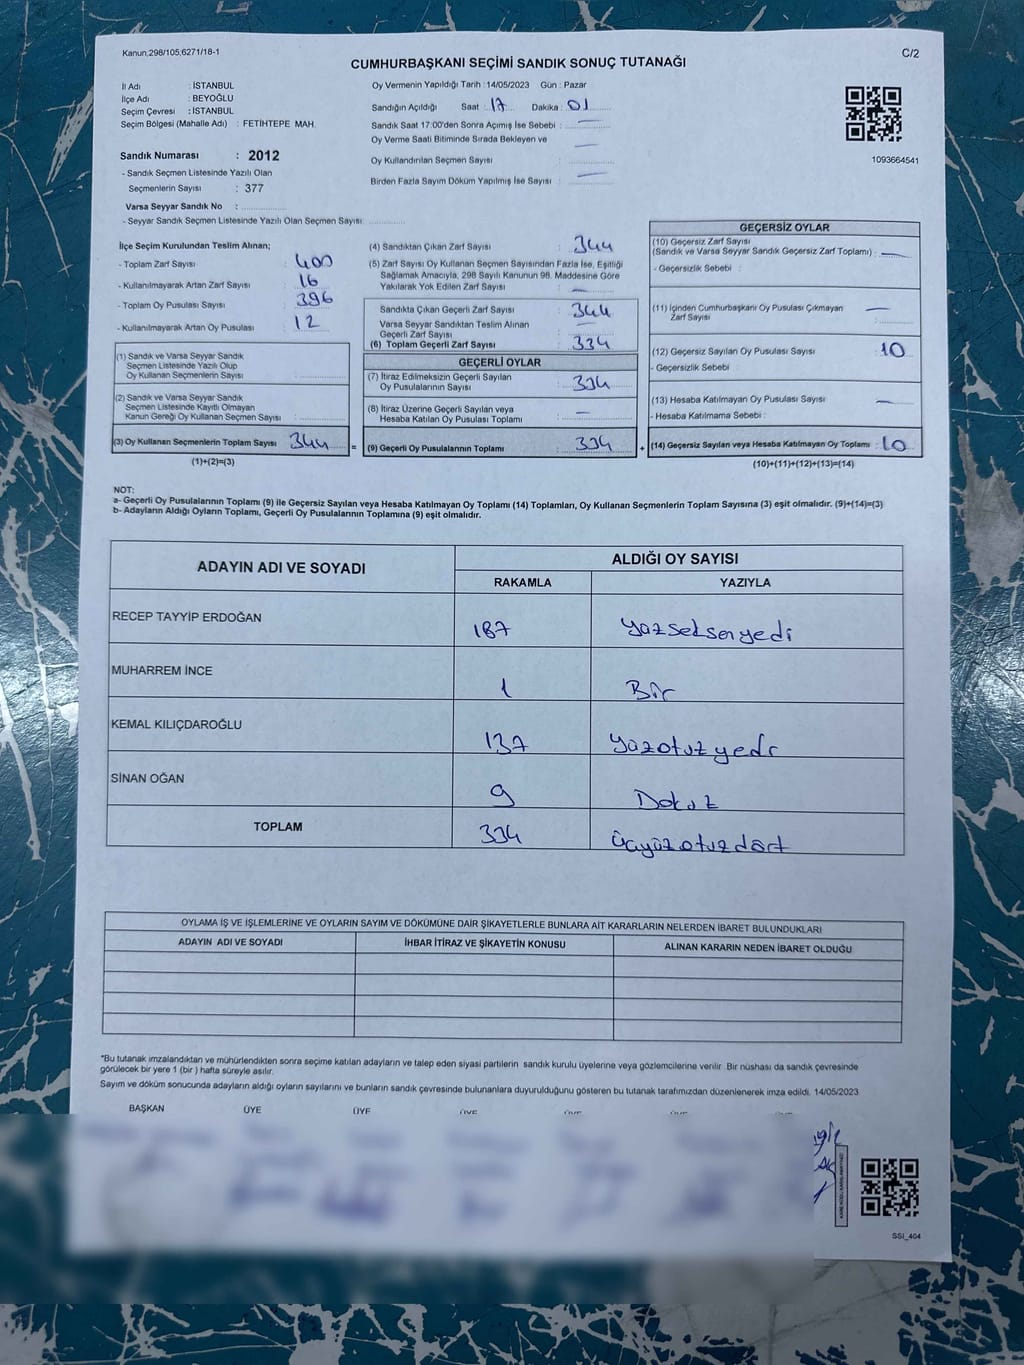 Kanun,298/105,6271/18-1
C/2
CUMHURBAŞKANI SEÇİMİ SANDIK SONUÇ TUTANAĞI
İl Adı : İSTANBUL
İlçe Adı : BEYOĞLU
Seçim Çevresi : İSTANBUL
Seçim Bölgesi (Mahalle Adı) : FETİHTEPE MAH.
Sandık Numarası : 2012
- Sandık Seçmen Listesinde Yazılı Olan
Seçmenlerin Sayısı : 377
Varsa Seyyar Sandık No :
- Seyyar Sandık Seçmen Listesinde Yazılı Olan Seçmen Sayısı:
Oy Vermenin Yapıldığı Tarih : 14/05/2023 Gün : Pazar
Sandığın Açıldığı Saat : 17 Dakika : 01
Sandık Saat 17:00'den Sonra Açımış İse Sebebi : —
Oy Verme Saati Bitiminde Sırada Bekleyen ve —
Oy Kullandırılan Seçmen Sayısı :
Birden Fazla Sayım Döküm Yapılmış İse Sayısı : —
1093664541
İlçe Seçim Kurulundan Teslim Alınan;
- Toplam Zarf Sayısı : 400
- Kullanılmayarak Artan Zarf Sayısı : 16
- Toplam Oy Pusulası Sayısı : 396
- Kullanılmayarak Artan Oy Pusulası : 12
(1) Sandık ve Varsa Seyyar Sandık
Seçmen Listesinde Yazılı Olup
Oy Kullanan Seçmenlerin Sayısı :
(2) Sandık ve Varsa Seyyar Sandık
Seçmen Listesinde Kayıtlı Olmayan
Kanun Gereği Oy Kullanan Seçmen Sayısı :
(3) Oy Kullanan Seçmenlerin Toplam Sayısı : 344
(1)+(2)=(3)
(4) Sandıktan Çıkan Zarf Sayısı : 344
(5) Zarf Sayısı Oy Kullanan Seçmen Sayısından Fazla İse, Eşitliği
Sağlamak Amacıyla, 298 Sayılı Kanunun 98. Maddesine Göre
Yakılarak Yok Edilen Zarf Sayısı : —
Sandıkta Çıkan Geçerli Zarf Sayısı : 344
Varsa Seyyar Sandıktan Teslim Alınan
Geçerli Zarf Sayısı : —
(6) Toplam Geçerli Zarf Sayısı : 334
GEÇERLİ OYLAR
(7) İtiraz Edilmeksizin Geçerli Sayılan
Oy Pusulalarının Sayısı : 334
(8) İtiraz Üzerine Geçerli Sayılan veya
Hesaba Katılan Oy Pusulası Toplamı : —
= (9) Geçerli Oy Pusulalarının Toplamı : 334
GEÇERSİZ OYLAR
(10) Geçersiz Zarf Sayısı
(Sandık ve Varsa Seyyar Sandık Geçersiz Zarf Toplamı) : —
- Geçersizlik Sebebi :
(11) İçinden Cumhurbaşkanı Oy Pusulası Çıkmayan
Zarf Sayısı : —
(12) Geçersiz Sayılan Oy Pusulası Sayısı : 10
- Geçersizlik Sebebi :
(13) Hesaba Katılmayan Oy Pusulası Sayısı : —
- Hesaba Katılmama Sebebi :
+ (14) Geçersiz Sayılan veya Hesaba Katılmayan Oy Toplamı : 10
(10)+(11)+(12)+(13)=(14)
NOT:
a- Geçerli Oy Pusulalarının Toplamı (9) ile Geçersiz Sayılan veya Hesaba Katılmayan Oy Toplamı (14) Toplamları, Oy Kullanan Seçmenlerin Toplam Sayısına (3) eşit olmalıdır. (9)+(14)=(3)
b- Adayların Aldığı Oyların Toplamı, Geçerli Oy Pusulalarının Toplamına (9) eşit olmalıdır.
ADAYIN ADI VE SOYADI
ALDIĞI OY SAYISI
RAKAMLA YAZIYLA
RECEP TAYYİP ERDOĞAN 187 yüzseksenyedi
MUHARREM İNCE 1 Bir
KEMAL KILIÇDAROĞLU 137 yüzotuzyedi
SİNAN OĞAN 9 Dokuz
TOPLAM 334 üçyüzotuzdört
OYLAMA İŞ VE İŞLEMLERİNE VE OYLARIN SAYIM VE DÖKÜMÜNE DAİR ŞİKAYETLERLE BUNLARA AİT KARARLARIN NELERDEN İBARET BULUNDUKLARI
ADAYIN ADI VE SOYADI İHBAR İTİRAZ VE ŞİKAYETİN KONUSU ALINAN KARARIN NEDEN İBARET OLDUĞU
*Bu tutanak imzalandıktan ve mühürlendikten sonra seçime katılan adayların ve talep eden siyasi partilerin sandık kurulu üyelerine veya gözlemcilerine verilir. Bir nüshası da sandık çevresinde
görülecek bir yere 1 (bir ) hafta süreyle asılır.
Sayım ve döküm sonucunda adayların aldığı oyların sayılarını ve bunların sandık çevresinde bulunanlara duyurulduğunu gösteren bu tutanak tarafımızdan düzenlenerek imza edildi. 14/05/2023
BAŞKAN ÜYE ÜYE ÜYE ÜYE ÜYE ÜYE
SSI_404